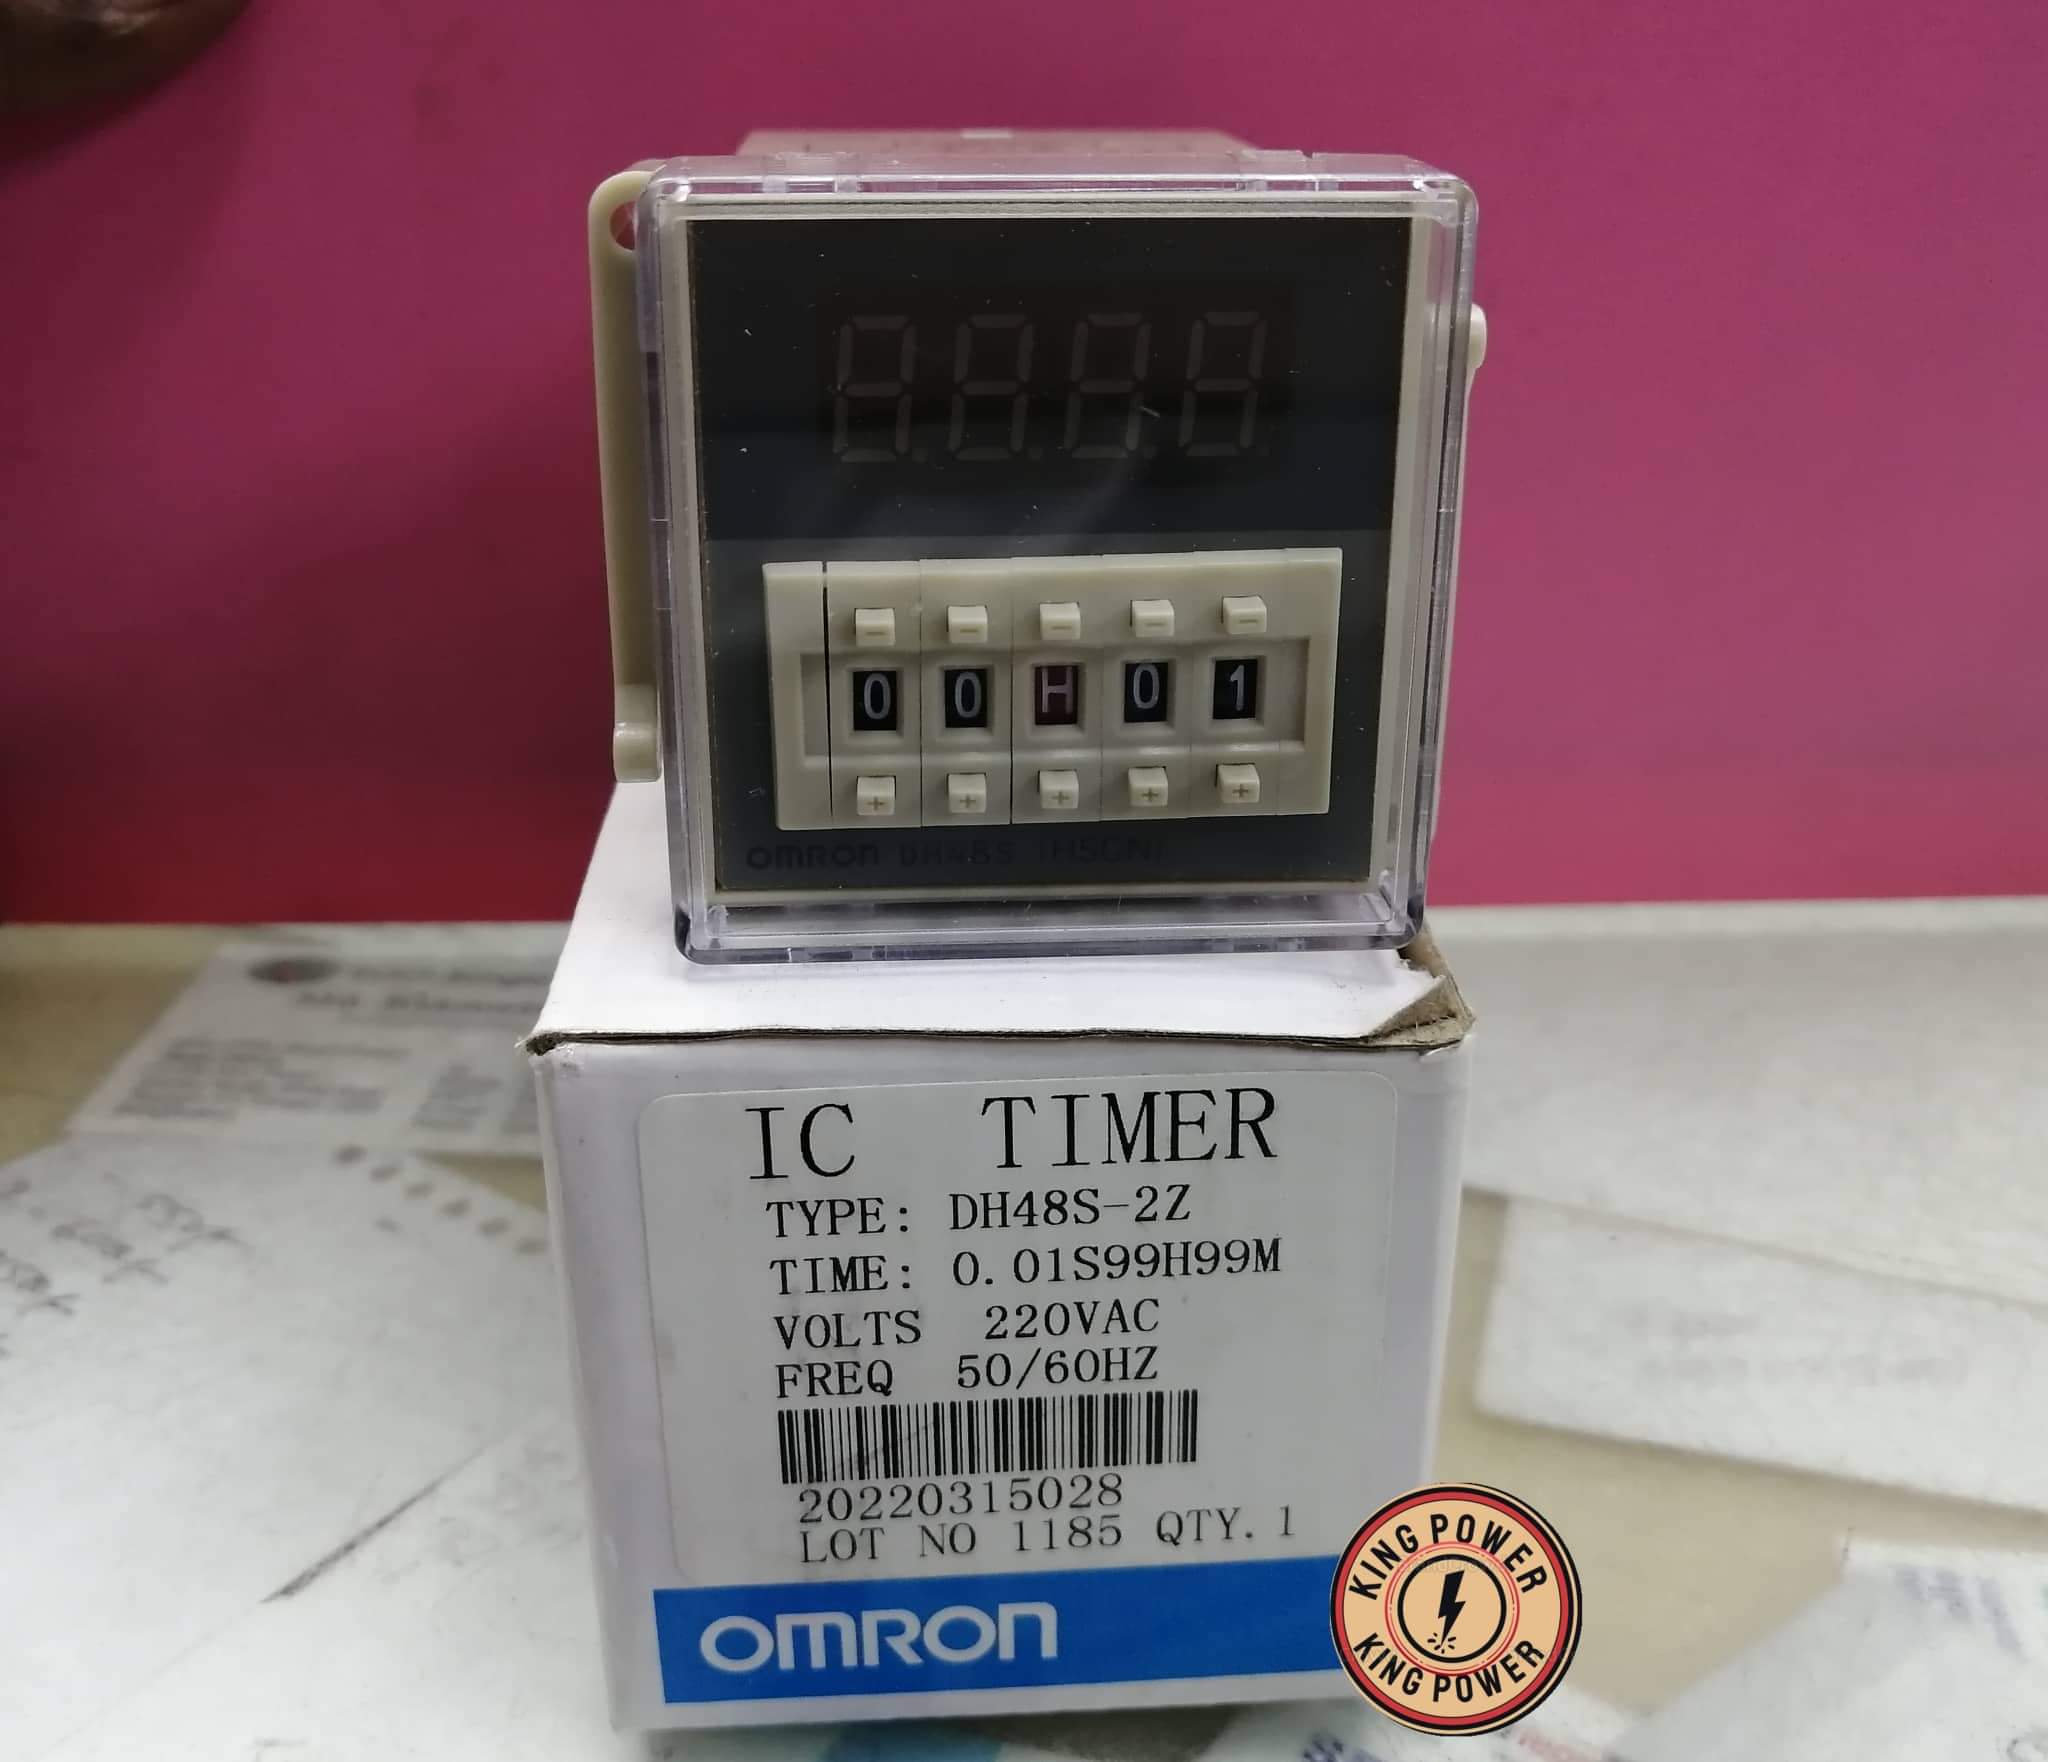 - - - - -
0 0 H 0 1
+ + + + +
OMRON DH48S
IC TIMER
TYPE: DH48S-2Z
TIME: 0.01S99H99M
VOLTS 220VAC
FREQ 50/60HZ
20220315028
LOT NO 1185 QTY.1
OMRON
KING POWER
KING POWER